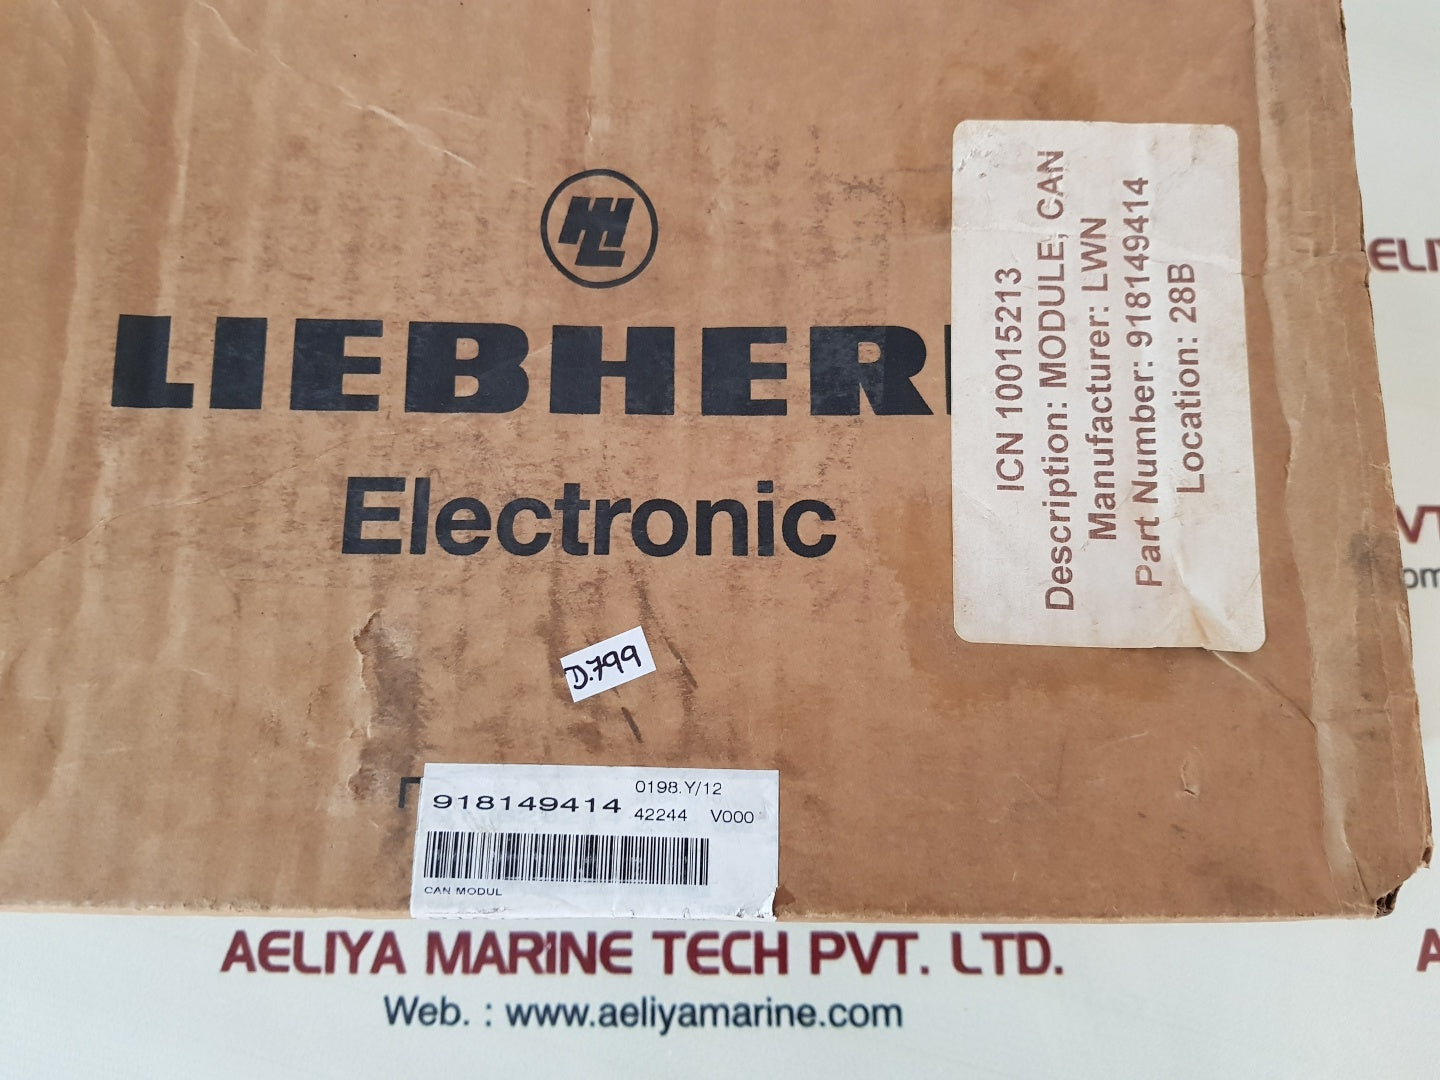 LIEBHERR
Electronic
ICN 10015213
Description: MODULE, CAN
Manufacturer: LWN
Part Number: 918149414
Location: 28B
D.799
918149414
0198.Y/12
42244 V000
CAN MODUL
AELIYA MARINE TECH PVT. LTD.
Web. : www.aeliyamarine.com